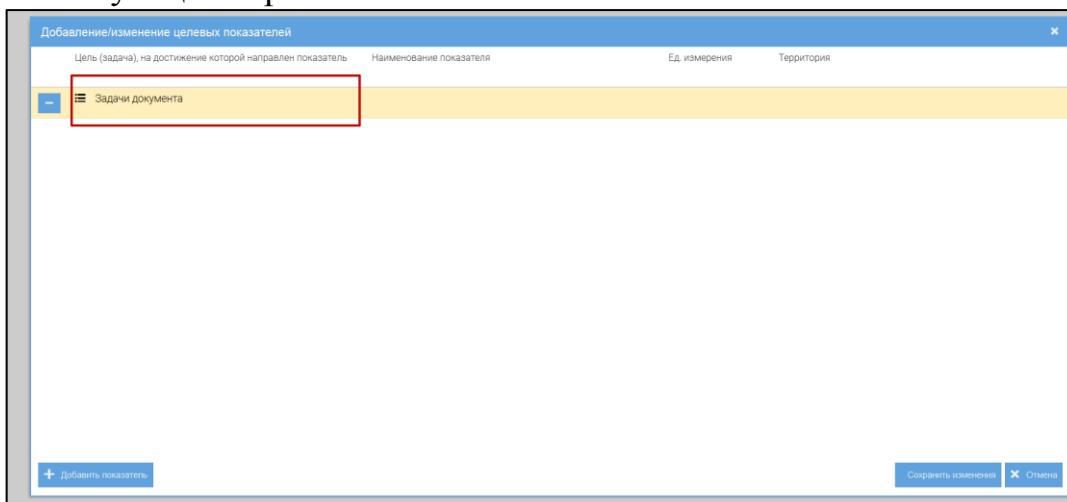 Добавление/изменение целевых показателей
Цель (задача), на достижение которой направлен показатель Наименование показателя Ед. измерения Территория
Задачи документа
Добавить показатель Сохранить изменения Отмена